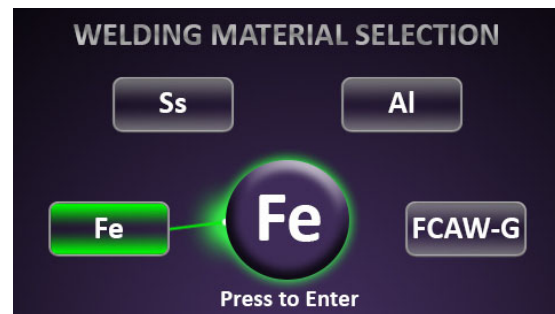 WELDING MATERIAL SELECTION
Ss
Al
Fe
Fe
FCAW-G
Press to Enter